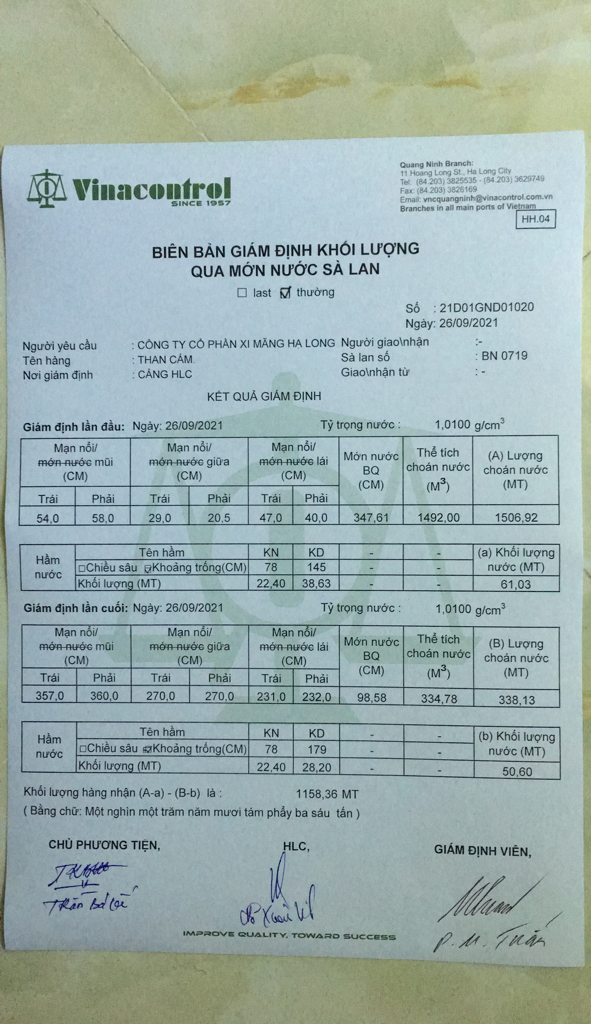 Vinacontrol
SINCE 1957
Quang Ninh Branch:
11 Hoang Long St., Ha Long City
Tel: (84.203) 3825535 - (84.203) 3629749
Fax: (84.203) 3826169
Email: vncquangninh@vinacontrol.com.vn
Branches in all main ports of Vietnam
HH.04
BIÊN BẢN GIÁM ĐỊNH KHỐI LƯỢNG
QUA MỚN NƯỚC SÀ LAN
last thường
Số : 21D01GND01020
Ngày: 26/09/2021
Người yêu cầu : CÔNG TY CỔ PHẦN XI MĂNG HẠ LONG Người giao\nhận :-
Tên hàng : THAN CÁM. Sà lan số : BN 0719
Nơi giám định : CẢNG HLC Giao\nhận từ : -
KẾT QUẢ GIÁM ĐỊNH
Giám định lần đầu: Ngày: 26/09/2021 Tỷ trọng nước : 1,0100 g/cm³
Mạn nổi/ Mạn nổi/ Mạn nổi/ Mớn nước Thể tích (A) Lượng
mớn nước mũi mớn nước giữa mớn nước lái BQ choán nước choán nước
(CM) (CM) (CM) (CM) (M³) (MT)
Trái Phải Trái Phải Trái Phải
54,0 58,0 29,0 20,5 47,0 40,0 347,61 1492,00 1506,92
Hầm nước Tên hầm KN KD - - (a) Khối lượng
Chiều sâu Khoảng trống(CM) 78 145 - - nước (MT)
Khối lượng (MT) 22,40 38,63 - - 61,03
Giám định lần cuối: Ngày: 26/09/2021 Tỷ trọng nước : 1,0100 g/cm³
Mạn nổi/ Mạn nổi/ Mạn nổi/ Mớn nước Thể tích (B) Lượng
mớn nước mũi mớn nước giữa mớn nước lái BQ choán nước choán nước
(CM) (CM) (CM) (CM) (M³) (MT)
Trái Phải Trái Phải Trái Phải
357,0 360,0 270,0 270,0 231,0 232,0 98,58 334,78 338,13
Hầm nước Tên hầm KN KD - - (b) Khối lượng
Chiều sâu Khoảng trống(CM) 78 179 - - nước (MT)
Khối lượng (MT) 22,40 28,20 - - 50,60
Khối lượng hàng nhận (A-a) - (B-b) là : 1158,36 MT
( Bằng chữ: Một nghìn một trăm năm mươi tám phẩy ba sáu tấn )
CHỦ PHƯƠNG TIỆN, HLC, GIÁM ĐỊNH VIÊN,
P. M. Tuấn
IMPROVE QUALITY, TOWARD SUCCESS